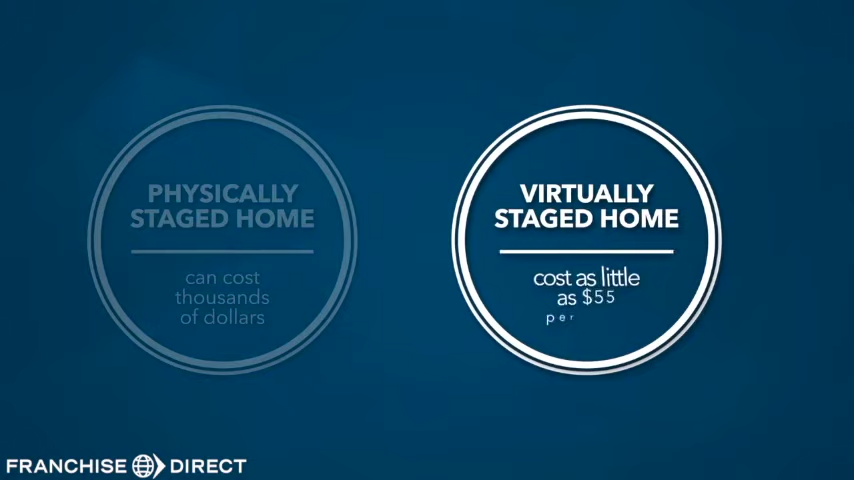 PHYSICALLY
STAGED HOME
can cost
thousands
of dollars
VIRTUALLY
STAGED HOME
cost as little
as $55
per
FRANCHISE DIRECT